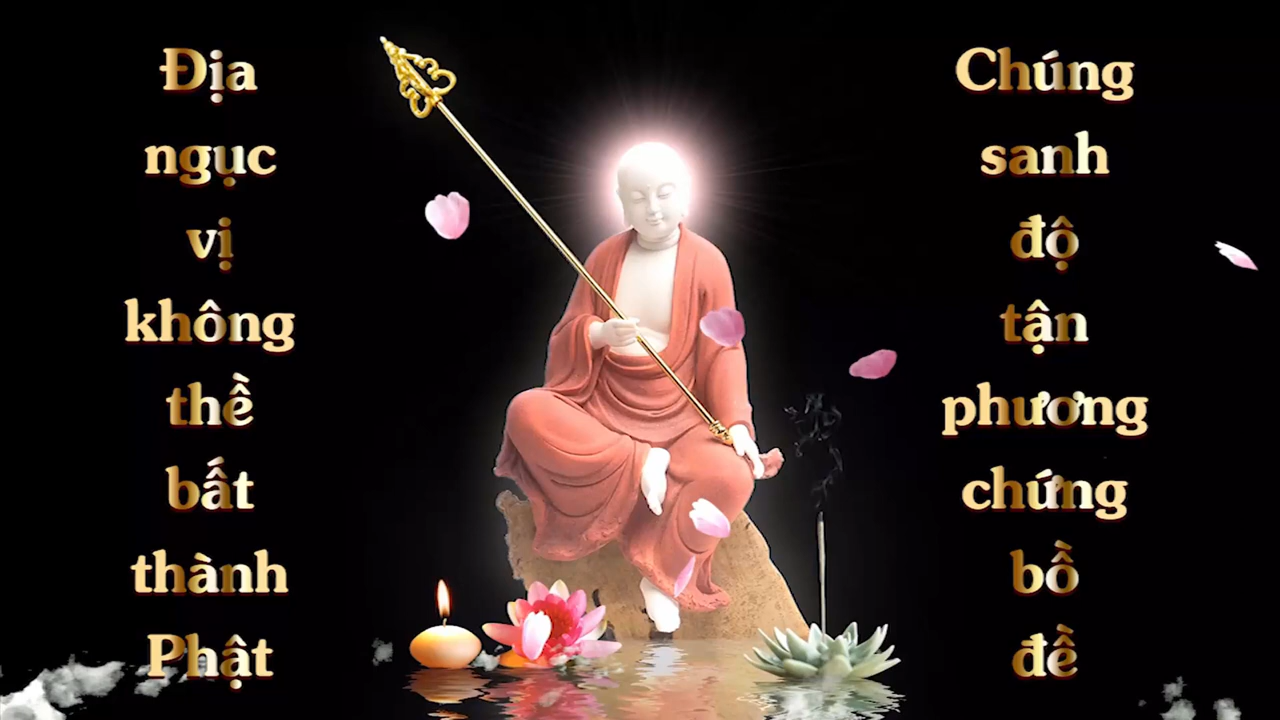 Địa
ngục
vị
không
thề
bất
thành
Phật
Chúng
sanh
độ
tận
phương
chứng
bồ
đề